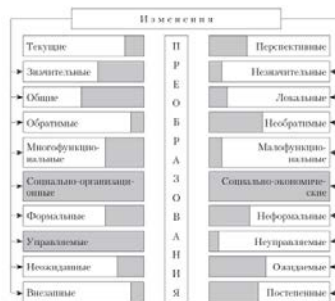 Изменения
Текущие
Значительные
Общие
Обратимые
Многофункцио-
нальные
Социально-организаци-
онные
Формальные
Управляемые
Неожиданные
Внезапные
ПРЕОБРАЗОВАНИЯ
Перспективные
Незначительные
Локальные
Необратимые
Малофункцио-
нальные
Социально-экономиче-
ские
Неформальные
Неуправляемые
Ожидаемые
Постепенные